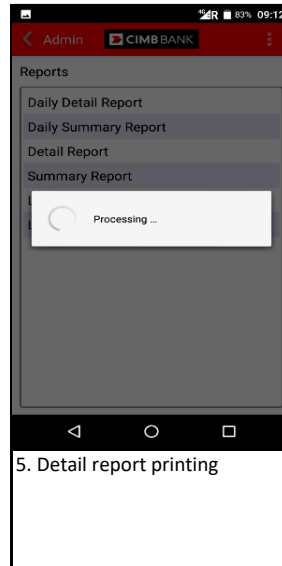 4G R 83% 09:12
Admin CIMB BANK
Reports
Daily Detail Report
Daily Summary Report
Detail Report
Summary Report
L
Processing ...
L
5. Detail report printing